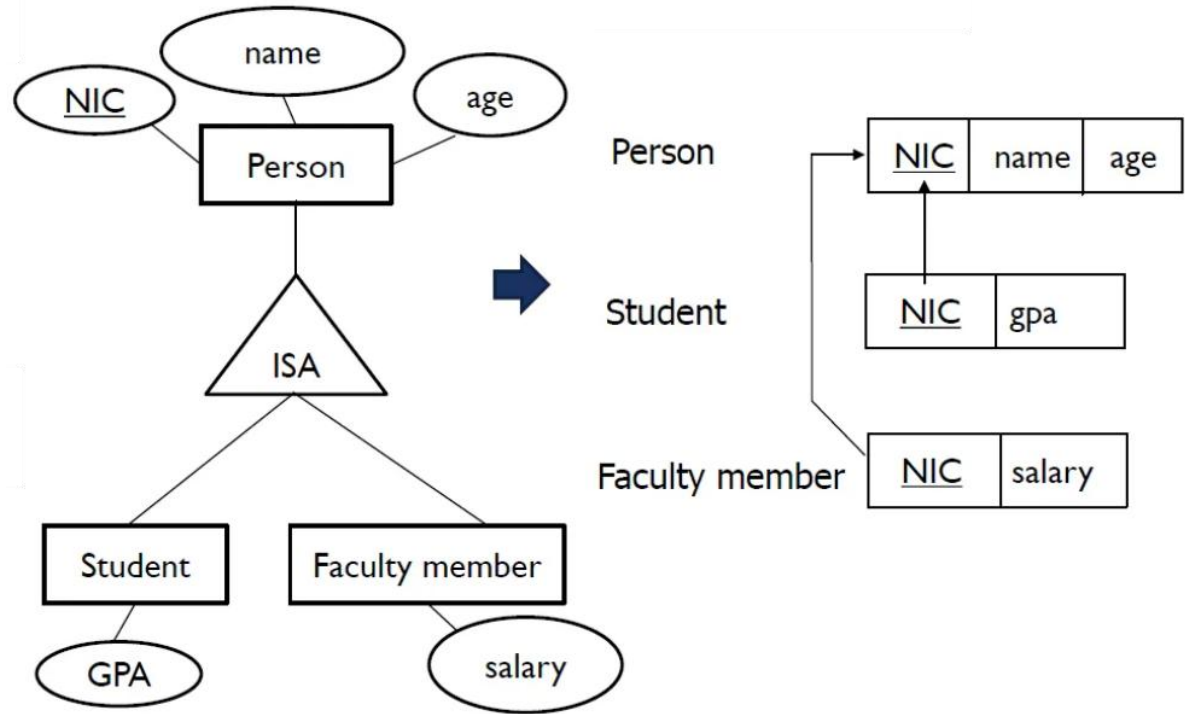 name
NIC
age
Person
ISA
Student
Faculty member
GPA
salary
Person
NIC name age
Student
NIC gpa
Faculty member
NIC salary